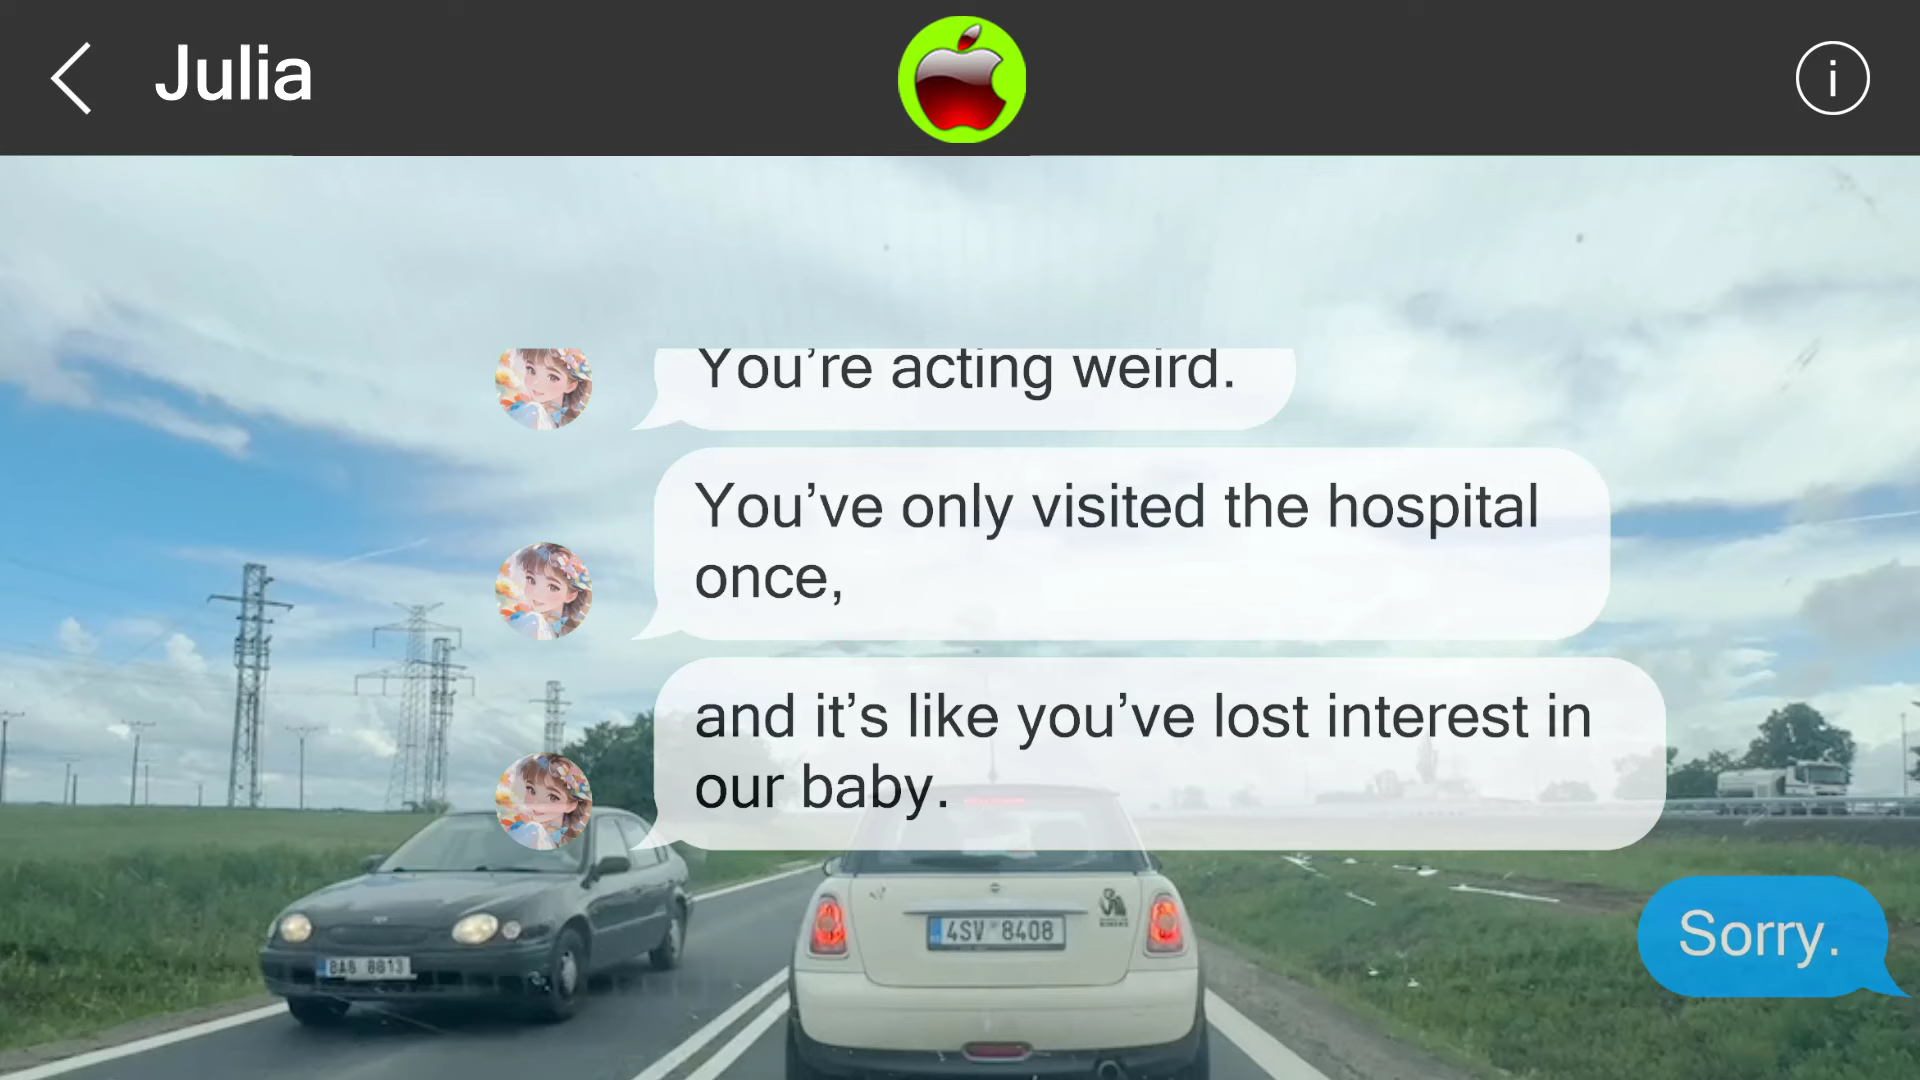 Julia
You’re acting weird.
You’ve only visited the hospital
once,
and it’s like you’ve lost interest in
our baby.
Sorry.
4SV 8408